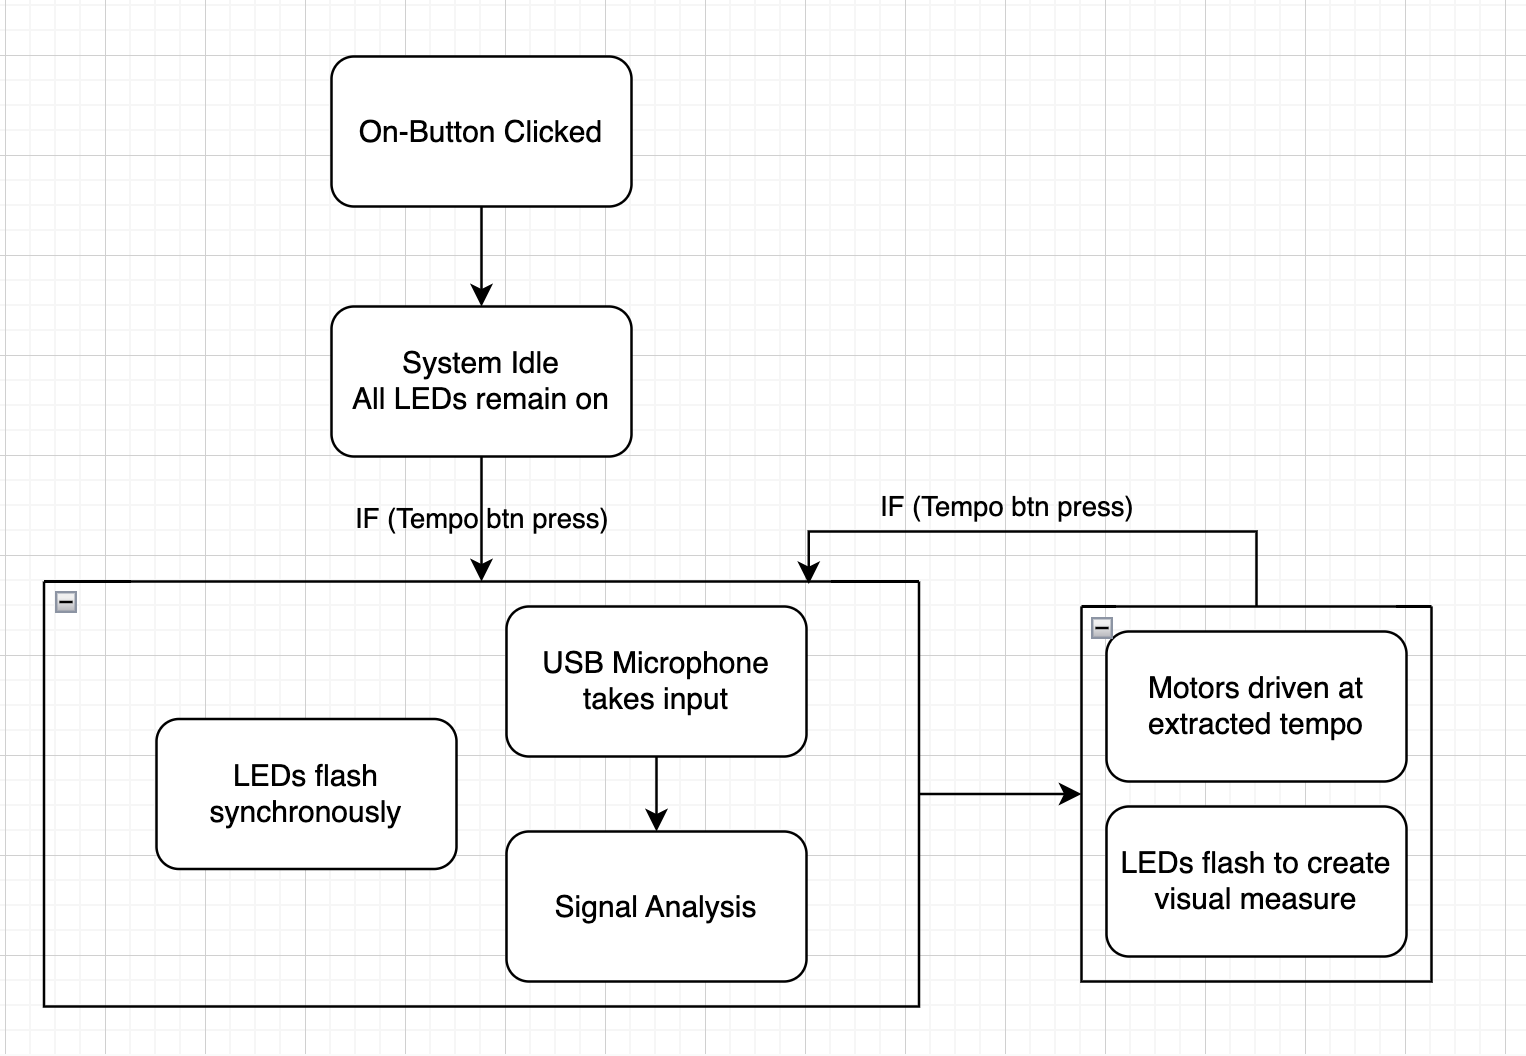 On-Button Clicked
System Idle
All LEDs remain on
IF (Tempo btn press)
IF (Tempo btn press)
USB Microphone
takes input
LEDs flash
synchronously
Signal Analysis
Motors driven at
extracted tempo
LEDs flash to create
visual measure